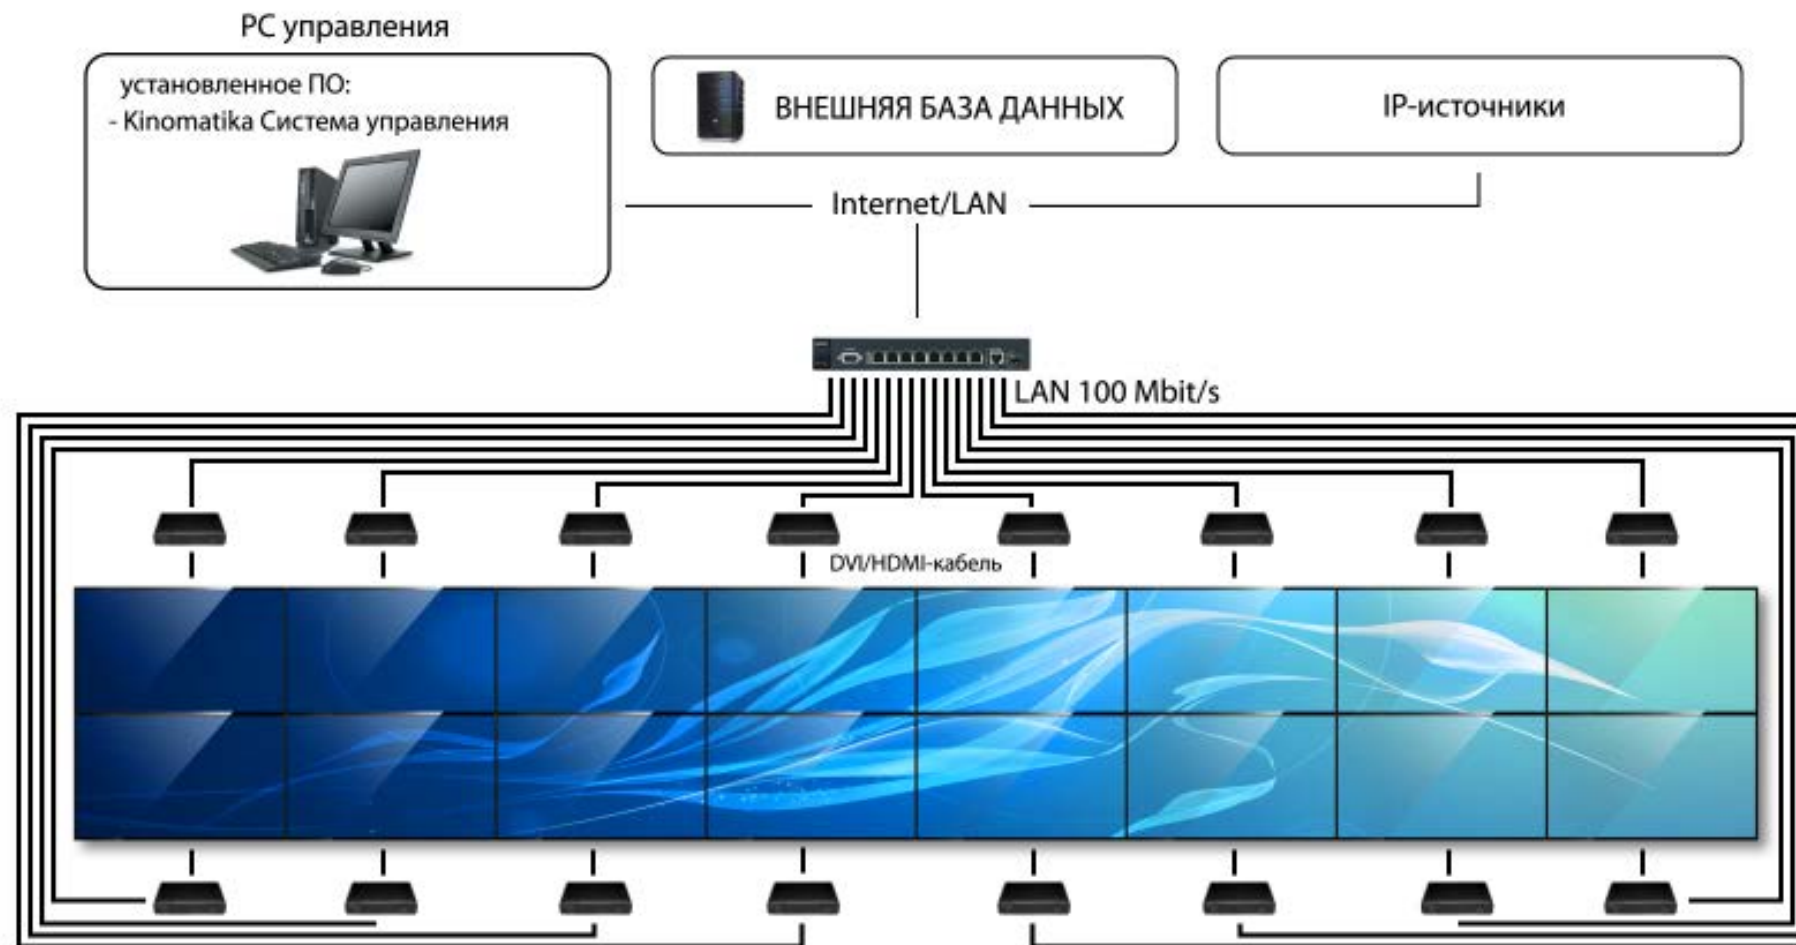 PC управления
установленное ПО:
- Kinomatika Система управления
ВНЕШНЯЯ БАЗА ДАННЫХ
IP-источники
Internet/LAN
LAN 100 Mbit/s
DVI/HDMI-кабель